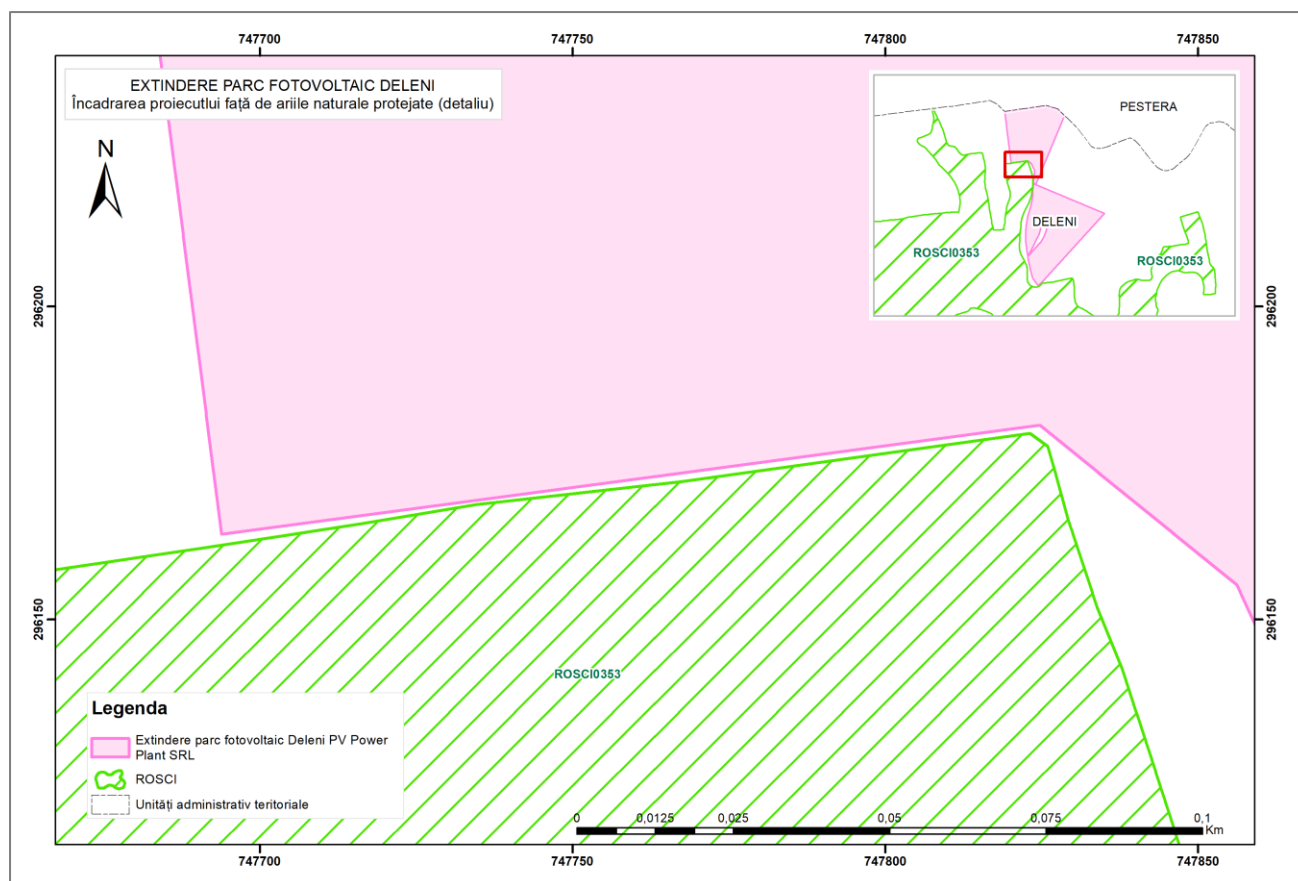 747700 747750 747800 747850
EXTINDERE PARC FOTOVOLTAIC DELENI
Încadrarea proiecutlui față de ariile naturale protejate (detaliu)
N
PESTERA
DELENI
ROSCI0353
ROSCI0353
296200
296200
296150
296150
ROSCI0353
Legenda
Extindere parc fotovoltaic Deleni PV Power
Plant SRL
ROSCI
Unități administrativ teritoriale
0 0,0125 0,025 0,05 0,075 0,1
Km
747700 747750 747800 747850